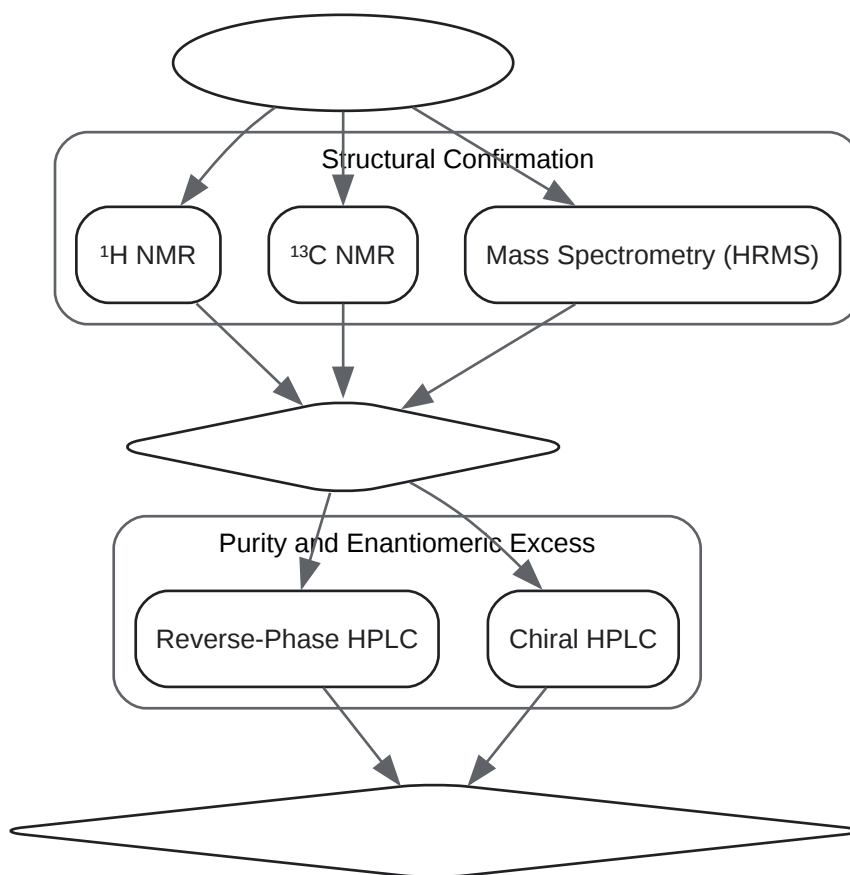 Structural Confirmation
¹H NMR
¹³C NMR
Mass Spectrometry (HRMS)
Purity and Enantiomeric Excess
Reverse-Phase HPLC
Chiral HPLC